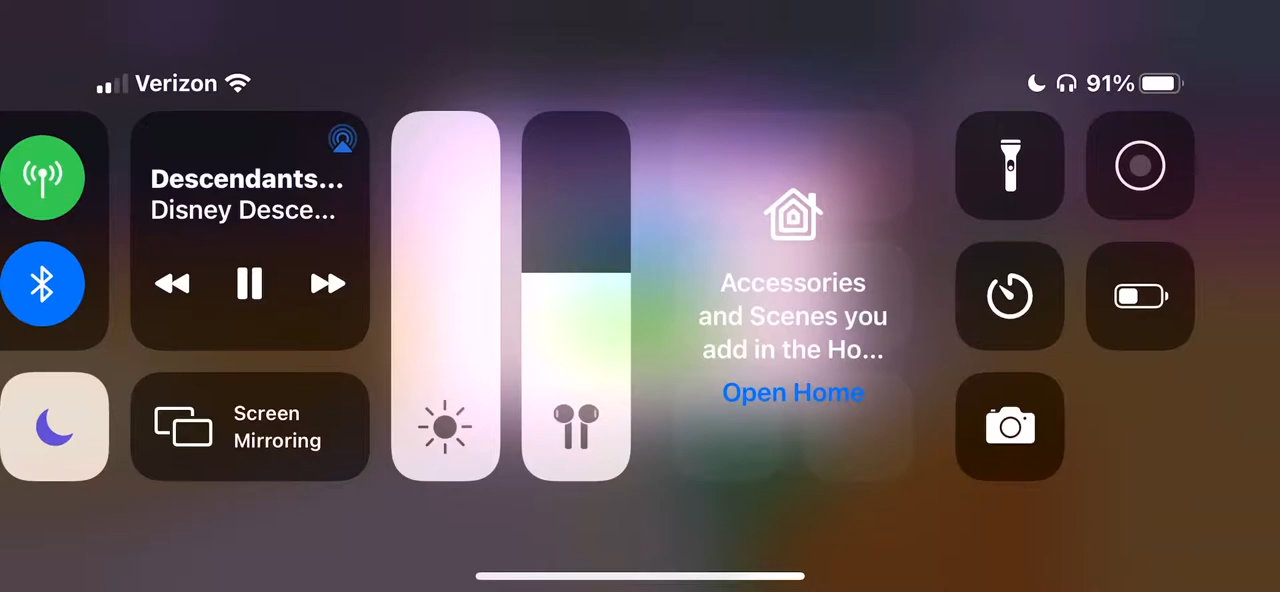 Verizon
91%
Descendants...
Disney Desce...
Screen
Mirroring
Accessories
and Scenes you
add in the Ho...
Open Home